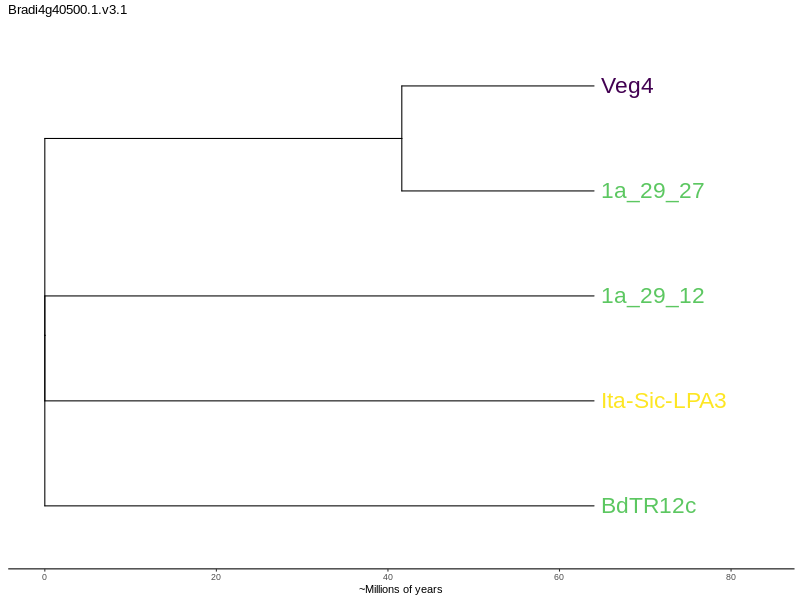 Bradi4g40500.1.v3.1
Veg4
1a_29_27
1a_29_12
Ita-Sic-LPA3
BdTR12c
0 20 40 60 80
~Millions of years